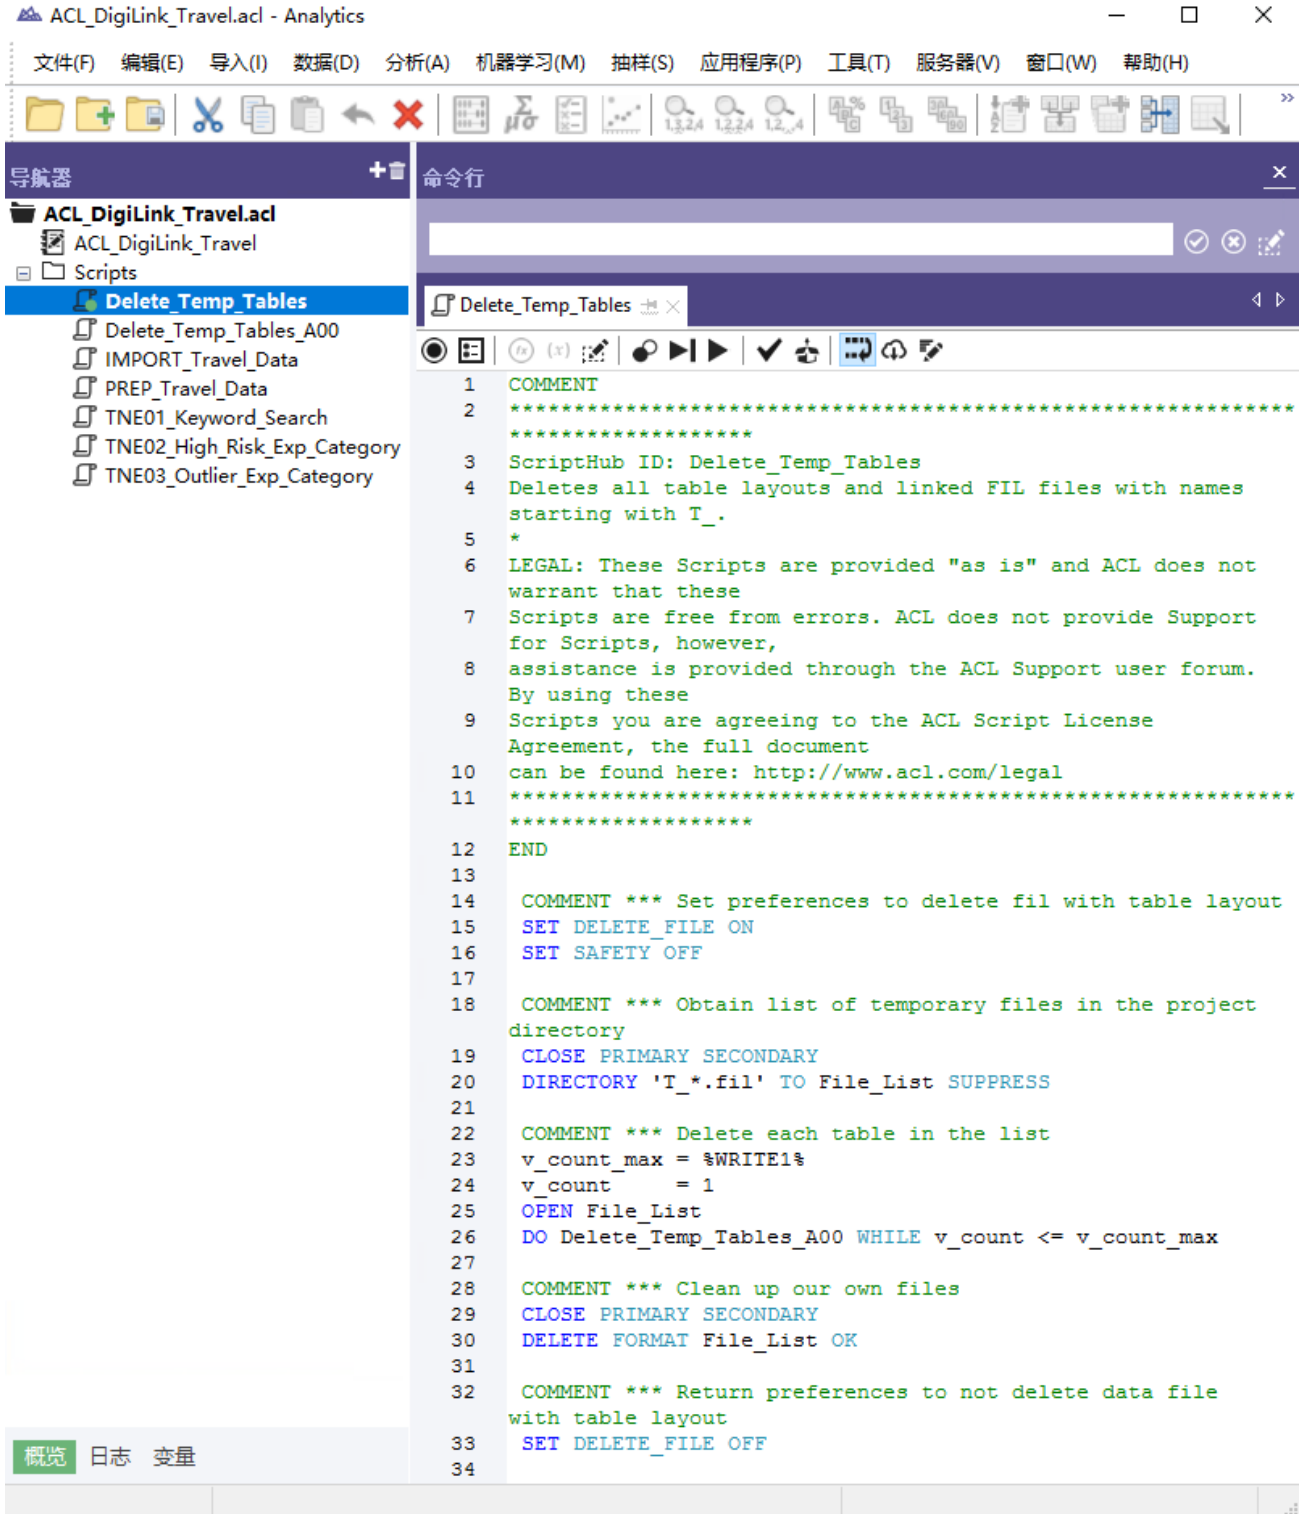 ACL_DigiLink_Travel.acl - Analytics
文件(F) 编辑(E) 导入(I) 数据(D) 分析(A) 机器学习(M) 抽样(S) 应用程序(P) 工具(T) 服务器(V) 窗口(W) 帮助(H)
导航器
ACL_DigiLink_Travel.acl
ACL_DigiLink_Travel
Scripts
Delete_Temp_Tables
Delete_Temp_Tables_A00
IMPORT_Travel_Data
PREP_Travel_Data
TNE01_Keyword_Search
TNE02_High_Risk_Exp_Category
TNE03_Outlier_Exp_Category
概览 日志 变量
命令行
Delete_Temp_Tables
1 COMMENT
2 *************************************************************
*******************
3 ScriptHub ID: Delete_Temp_Tables
4 Deletes all table layouts and linked FIL files with names
starting with T_.
5 *
6 LEGAL: These Scripts are provided "as is" and ACL does not
warrant that these
7 Scripts are free from errors. ACL does not provide Support
for Scripts, however,
8 assistance is provided through the ACL Support user forum.
By using these
9 Scripts you are agreeing to the ACL Script License
Agreement, the full document
10 can be found here: http://www.acl.com/legal
11 *************************************************************
*******************
12 END
13
14 COMMENT *** Set preferences to delete fil with table layout
15 SET DELETE_FILE ON
16 SET SAFETY OFF
17
18 COMMENT *** Obtain list of temporary files in the project
directory
19 CLOSE PRIMARY SECONDARY
20 DIRECTORY 'T_*.fil' TO File_List SUPPRESS
21
22 COMMENT *** Delete each table in the list
23 v_count_max = %WRITE1%
24 v_count     = 1
25 OPEN File_List
26 DO Delete_Temp_Tables_A00 WHILE v_count <= v_count_max
27
28 COMMENT *** Clean up our own files
29 CLOSE PRIMARY SECONDARY
30 DELETE FORMAT File_List OK
31
32 COMMENT *** Return preferences to not delete data file
with table layout
33 SET DELETE_FILE OFF
34